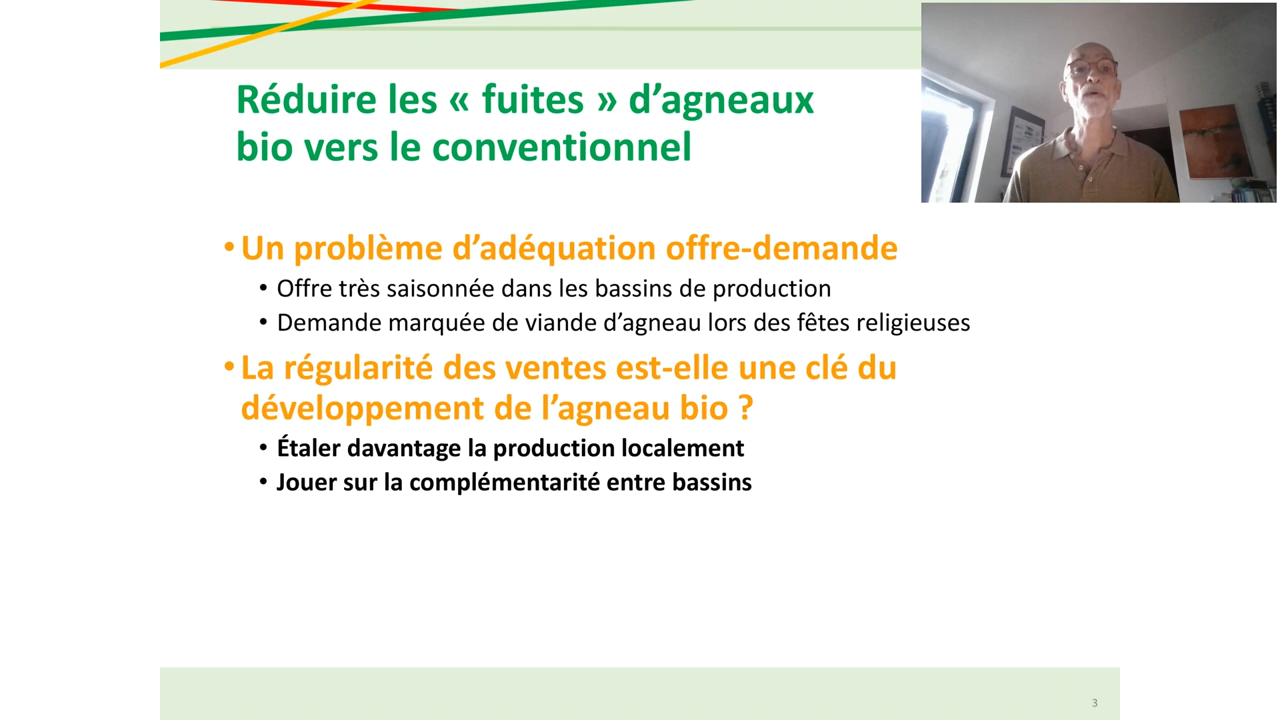 Réduire les « fuites » d’agneaux
bio vers le conventionnel
• Un problème d’adéquation offre-demande
• Offre très saisonnée dans les bassins de production
• Demande marquée de viande d’agneau lors des fêtes religieuses
• La régularité des ventes est-elle une clé du
développement de l’agneau bio ?
• Étaler davantage la production localement
• Jouer sur la complémentarité entre bassins
3